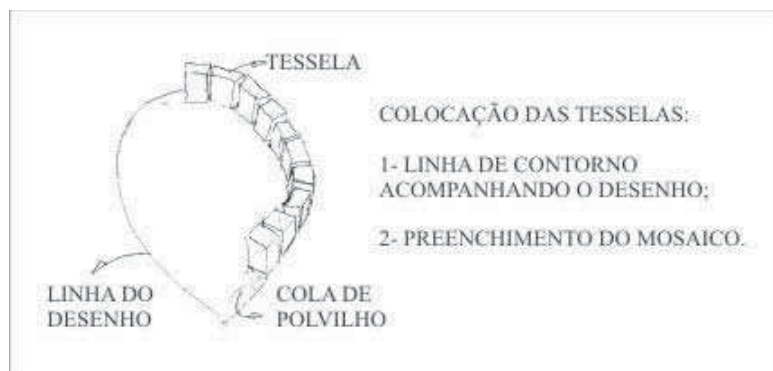 TESSELA
COLOCAÇÃO DAS TESSELAS:
1- LINHA DE CONTORNO
ACOMPANHANDO O DESENHO;
2- PREENCHIMENTO DO MOSAICO.
LINHA DO
DESENHO
COLA DE
POLVILHO